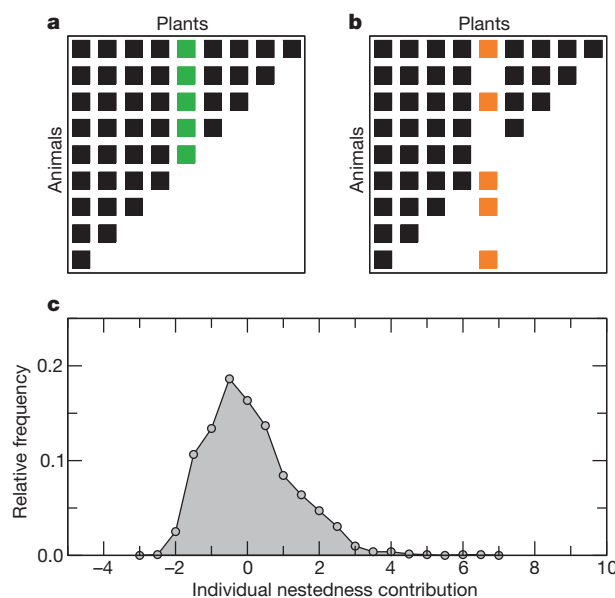 a
Plants
Animals
b
Plants
Animals
c
Relative frequency
0.2
0.1
0.0
−4 −2 0 2 4 6 8 10
Individual nestedness contribution